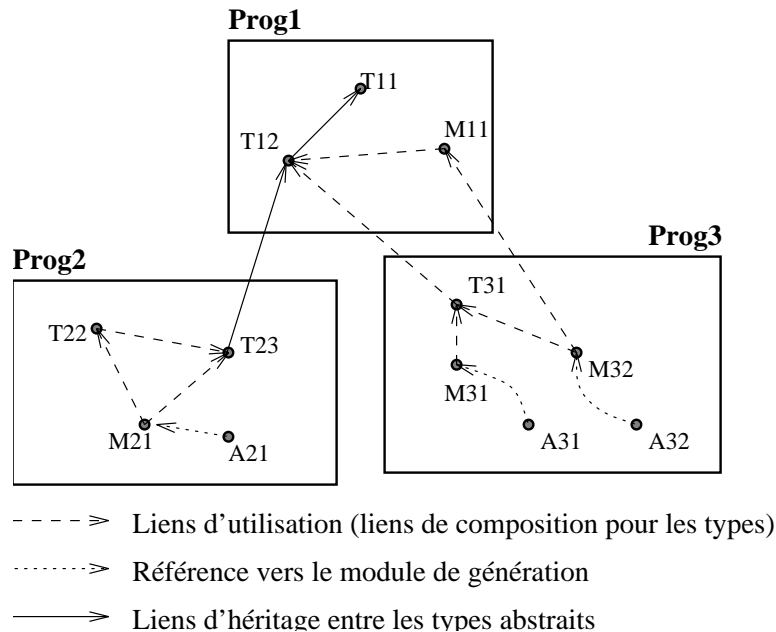 Prog1
T11
M11
T12
Prog3
Prog2
T31
T22
T23
M32
M31
M21
A21
A31
A32
Liens d'utilisation (liens de composition pour les types)
Référence vers le module de génération
Liens d'héritage entre les types abstraits